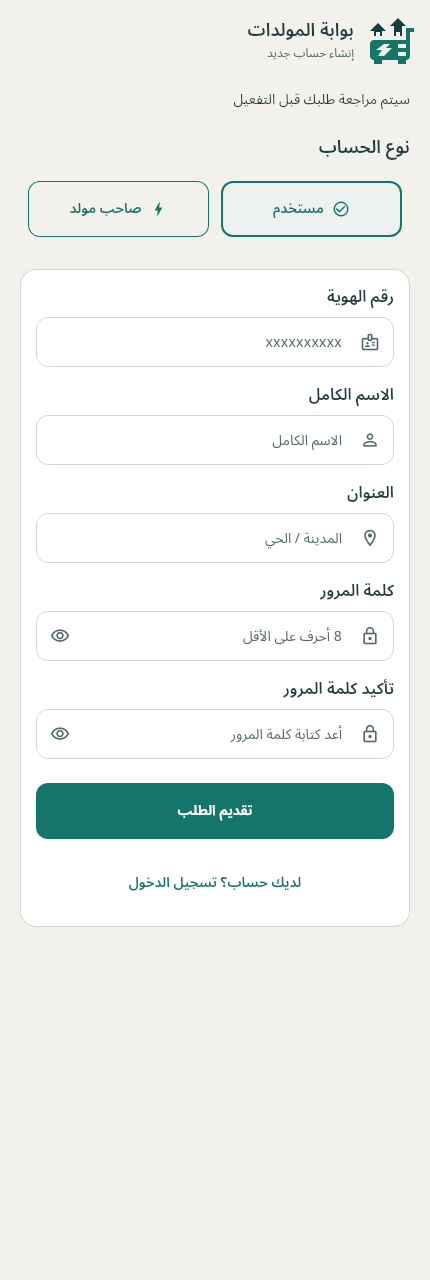 بوابة المولدات
إنشاء حساب جديد
سيتم مراجعة طلبك قبل التفعيل
نوع الحساب
مستخدم
صاحب مولد
رقم الهوية
xxxxxxxxxx
الاسم الكامل
الاسم الكامل
العنوان
المدينة / الحي
كلمة المرور
8 أحرف على الأقل
تأكيد كلمة المرور
أعد كتابة كلمة المرور
تقديم الطلب
لديك حساب؟ تسجيل الدخول